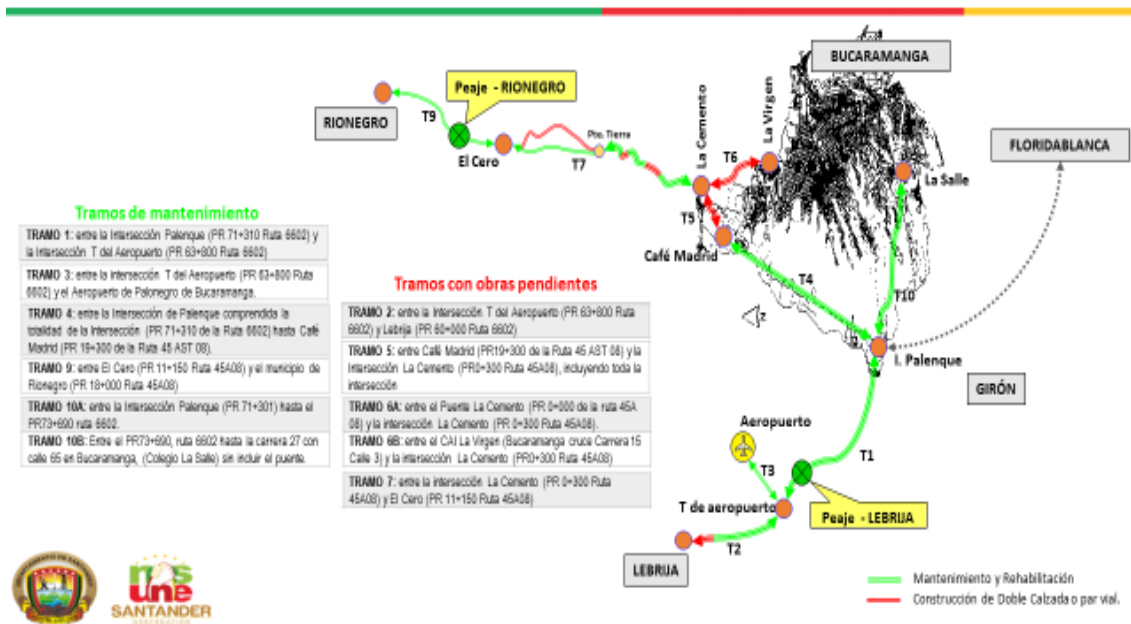 BUCARAMANGA
Peaje - RIONEGRO
RIONEGRO
T9
El Cero
Pto. Tierra
T7
La Cemento
La Virgen
T6
T5
FLORIDABLANCA
La Salle
Café Madrid
T4
T10
Z
I. Palenque
GIRÓN
Tramos de mantenimiento
TRAMO 1: entre la Intersección Palenque (PR 71+310 Ruta 6602) y
la Intersección T del Aeropuerto (PR 63+800 Ruta 6602)
TRAMO 3: entre la intersección T del Aeropuerto (PR 63+800 Ruta
6602) y el Aeropuerto de Palonegro de Bucaramanga.
TRAMO 4: entre la Intersección de Palenque comprendida la
totalidad de la Intersección (PR 71+310 de la Ruta 6602) hasta Café
Madrid (PR 19+300 de la Ruta 45 AST 08).
TRAMO 9: entre El Cero (PR 11+150 Ruta 45A08) y el municipio de
Rionegro (PR 18+000 Ruta 45A08)
TRAMO 10A: entre la Intersección Palenque (PR 71+301) hasta el
PR73+690 ruta 6602.
TRAMO 10B: Entre el PR73+690, ruta 6602 hasta la carrera 27 con
calle 65 en Bucaramanga, (Colegio La Salle) sin incluir el puente.
Tramos con obras pendientes
TRAMO 2: entre la Intersección T del Aeropuerto (PR 63+800 Ruta
6602) y Lebrija (PR 60+000 Ruta 6602)
TRAMO 5: entre Café Madrid (PR19+300 de la Ruta 45 AST 08) y la
Intersección La Cemento (PR0+300 Ruta 45A08), incluyendo toda la
intersección
TRAMO 6A: entre el Puente La Cemento (PR 0+000 de la ruta 45A
08) y la intersección La Cemento (PR 0+300 Ruta 45A08).
TRAMO 6B: entre el CAI La Virgen (Bucaramanga cruce Carrera 15
Calle 3) y la intersección La Cemento (PR0+300 Ruta 45A08)
TRAMO 7: entre la intersección La Cemento (PR 0+300 Ruta
45A08) y El Cero (PR 11+150 Ruta 45A08)
Aeropuerto
T3
T1
T de aeropuerto
Peaje - LEBRIJA
T2
LEBRIJA
nos
une
SANTANDER
Mantenimiento y Rehabilitación
Construcción de Doble Calzada o par vial.